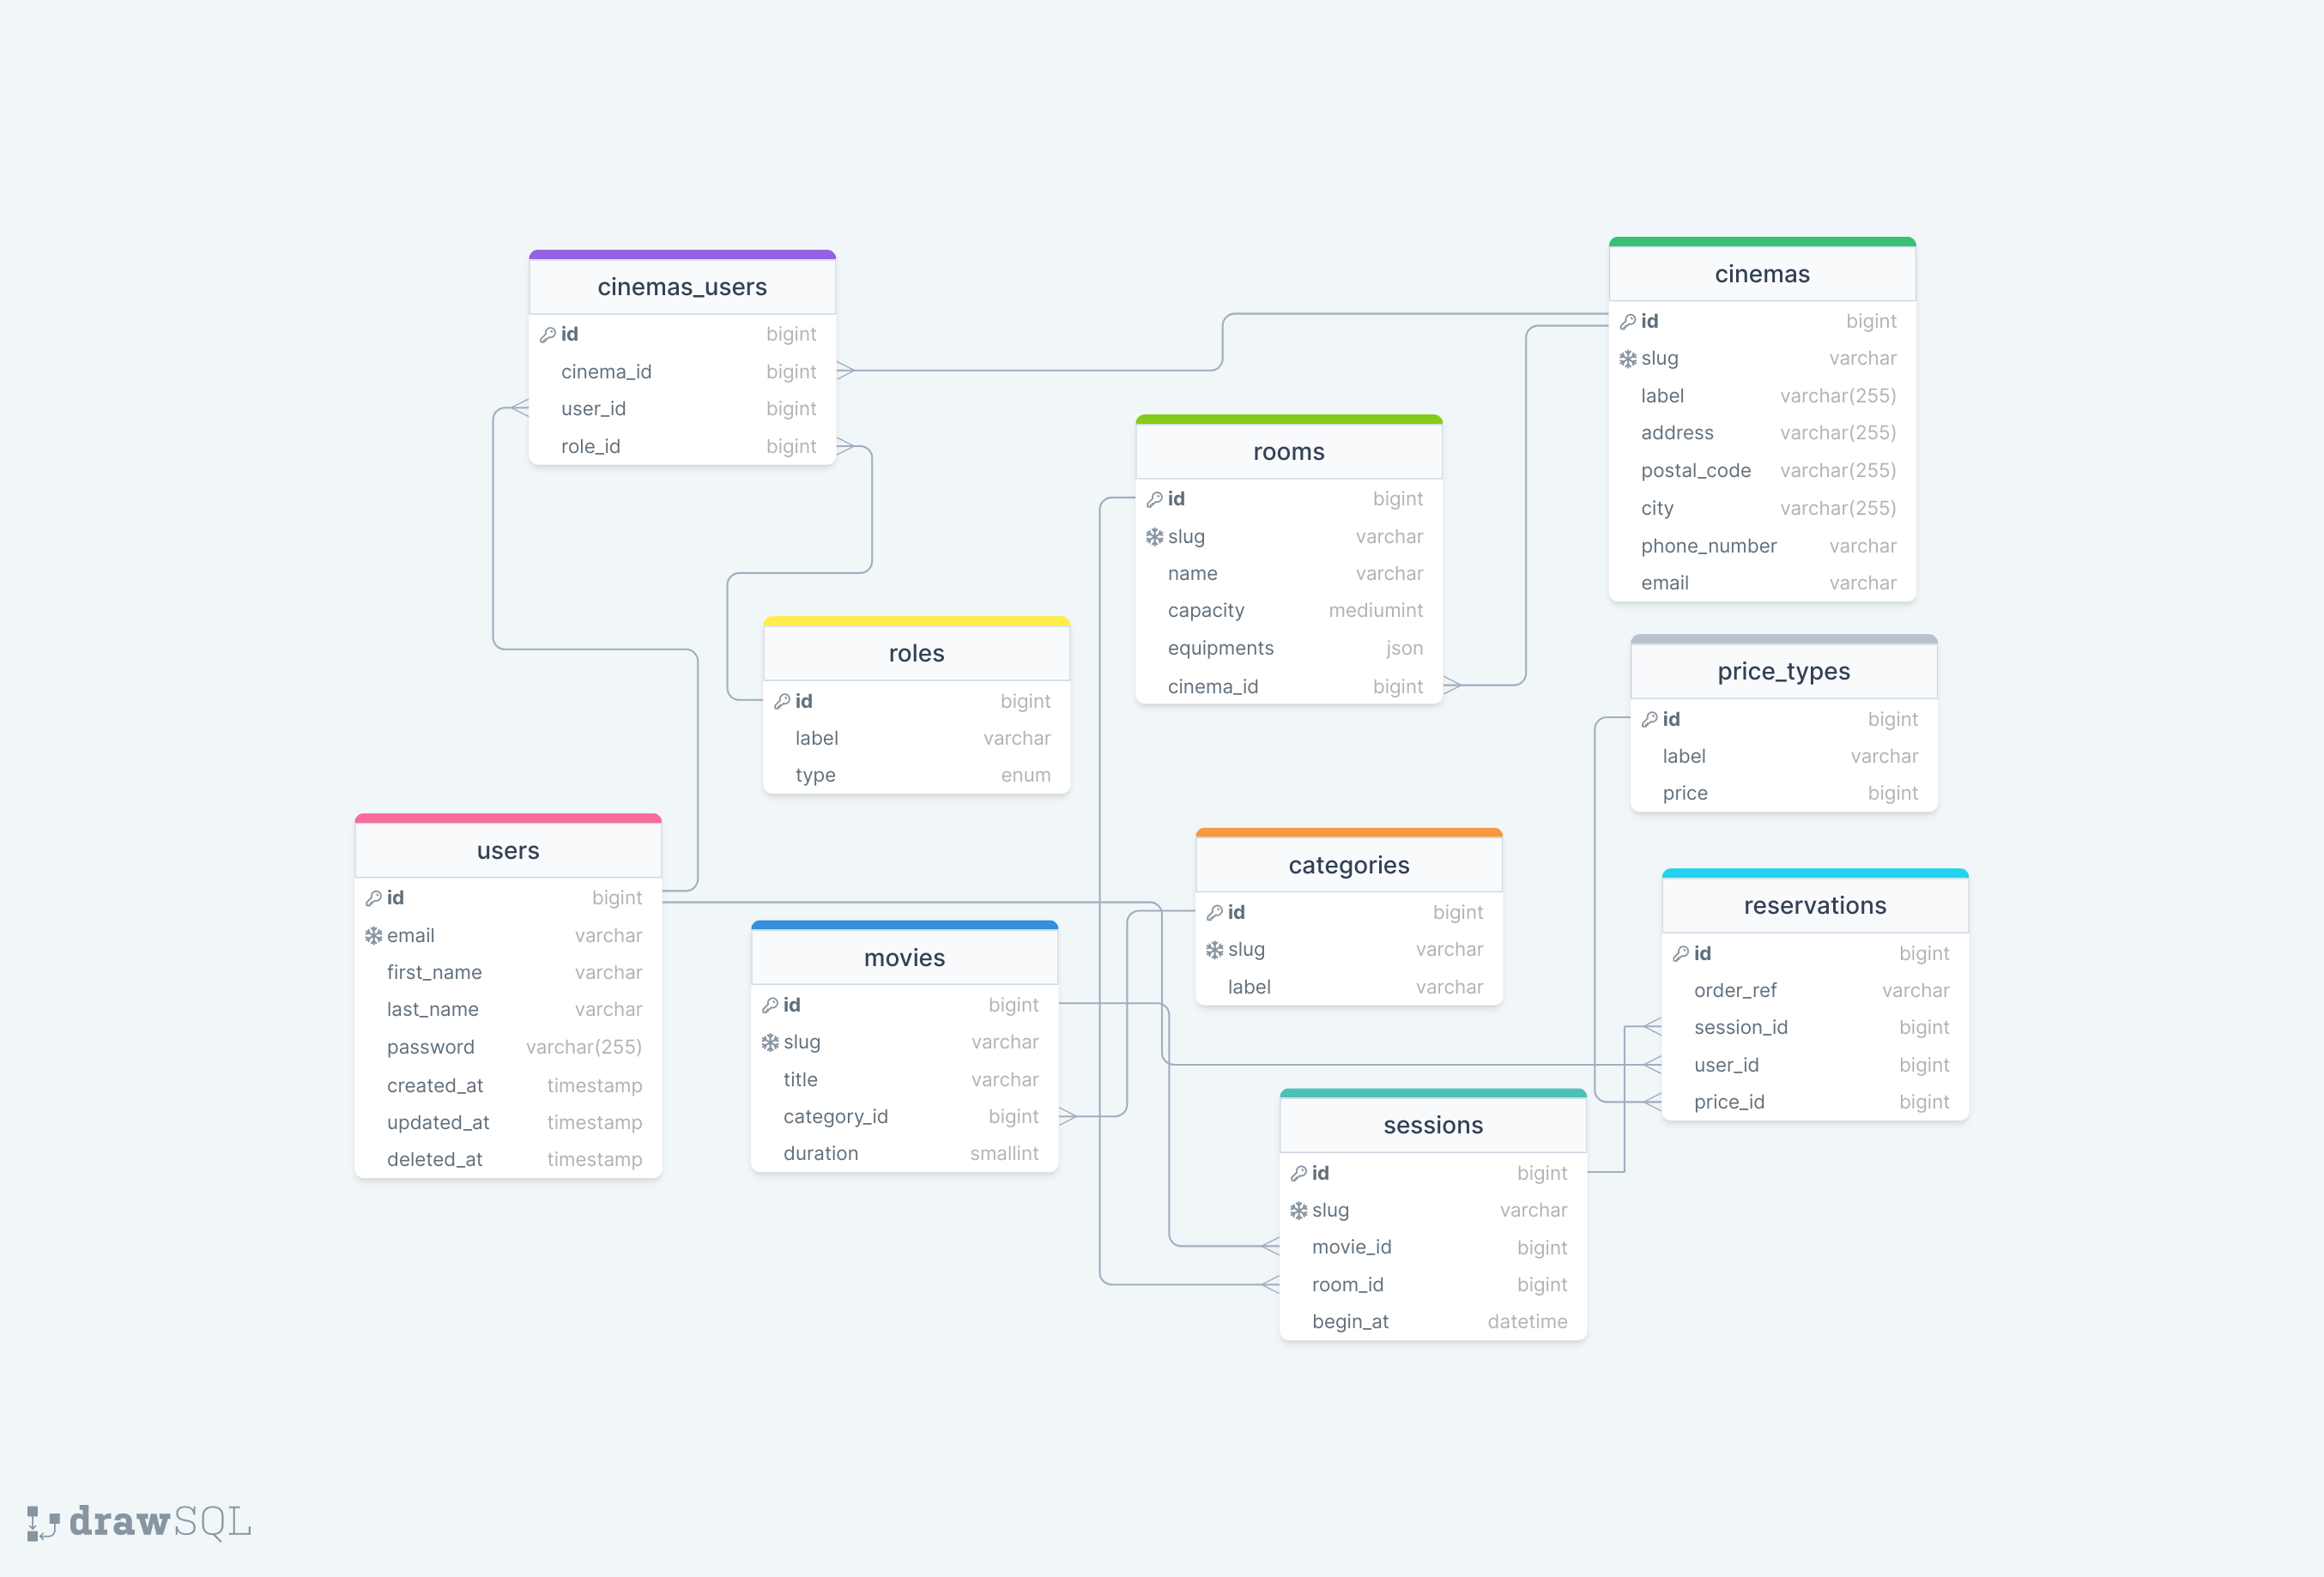 cinemas_users
id bigint
cinema_id bigint
user_id bigint
role_id bigint
cinemas
id bigint
slug varchar
label varchar(255)
address varchar(255)
postal_code varchar(255)
city varchar(255)
phone_number varchar
email varchar
rooms
id bigint
slug varchar
name varchar
capacity mediumint
equipments json
cinema_id bigint
roles
id bigint
label varchar
type enum
price_types
id bigint
label varchar
price bigint
users
id bigint
email varchar
first_name varchar
last_name varchar
password varchar(255)
created_at timestamp
updated_at timestamp
deleted_at timestamp
movies
id bigint
slug varchar
title varchar
category_id bigint
duration smallint
categories
id bigint
slug varchar
label varchar
reservations
id bigint
order_ref varchar
session_id bigint
user_id bigint
price_id bigint
sessions
id bigint
slug varchar
movie_id bigint
room_id bigint
begin_at datetime
drawSQL